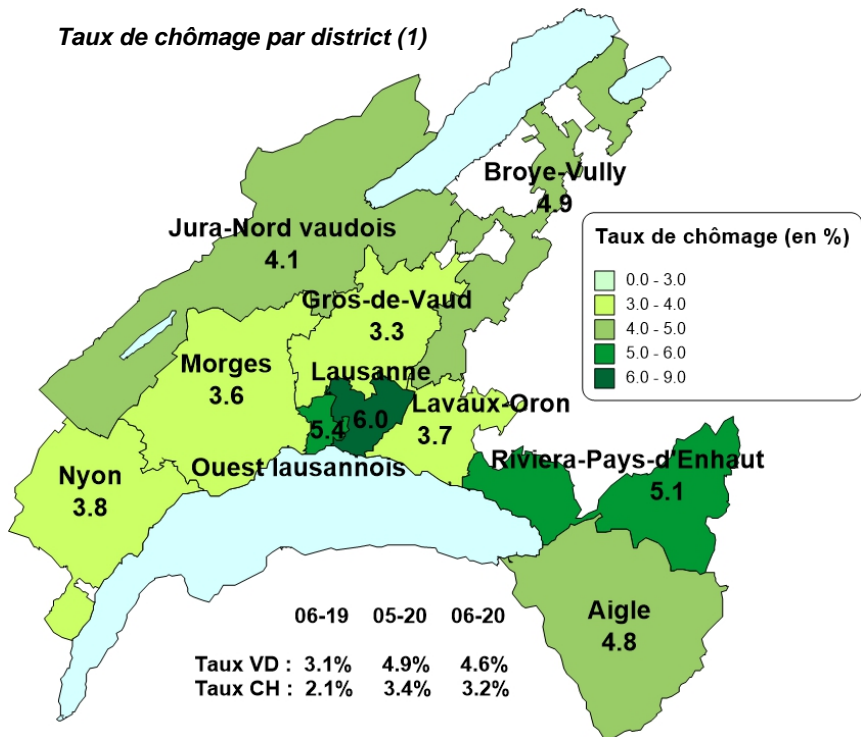 Taux de chômage par district (1)
Broye-Vully
4.9
Jura-Nord vaudois
4.1
Taux de chômage (en %)
0.0 - 3.0
3.0 - 4.0
4.0 - 5.0
5.0 - 6.0
6.0 - 9.0
Gros-de-Vaud
3.3
Morges
3.6
Lausanne
6.0
5.4
Ouest lausannois
Lavaux-Oron
3.7
Riviera-Pays-d'Enhaut
5.1
Nyon
3.8
Aigle
4.8
06-19 05-20 06-20
Taux VD : 3.1% 4.9% 4.6%
Taux CH : 2.1% 3.4% 3.2%